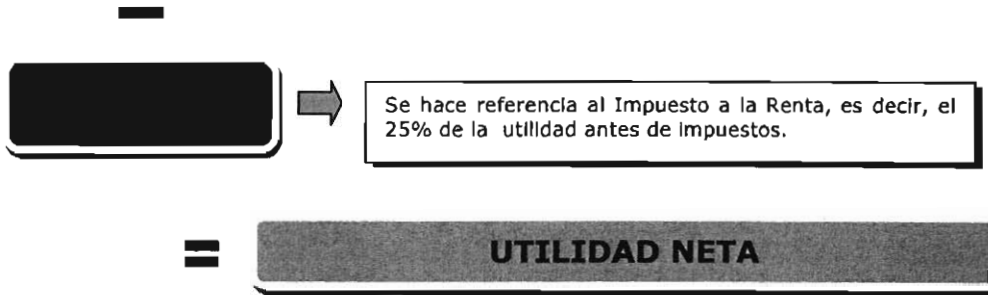 Se hace referencia al Impuesto a la Renta, es decir, el
25% de la utilidad antes de Impuestos.
= UTILIDAD NETA